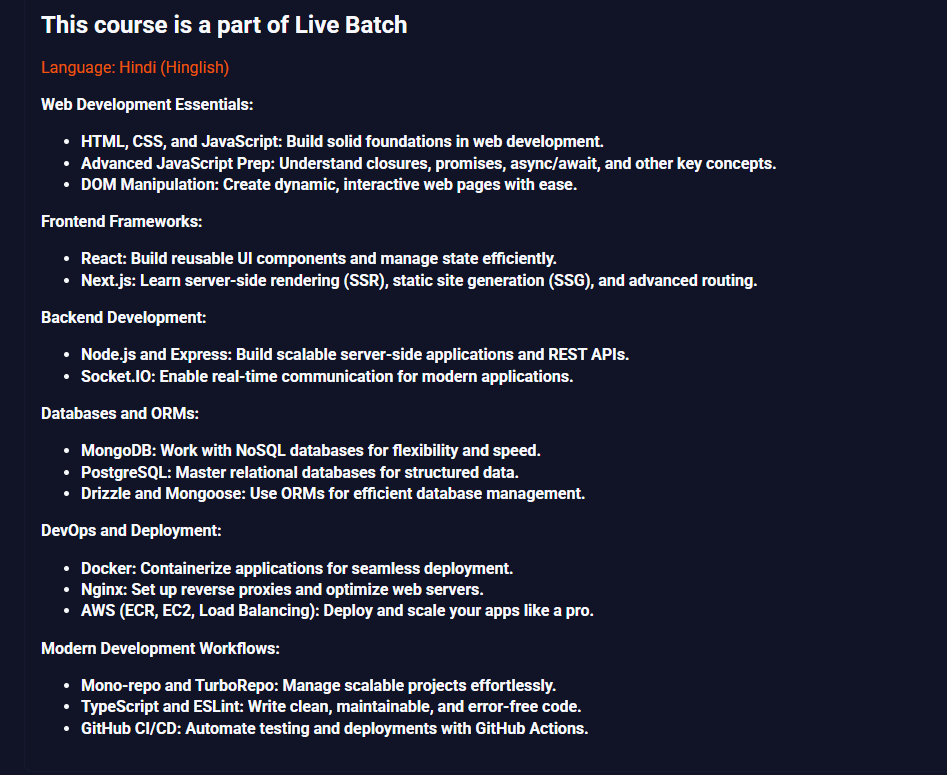 This course is a part of Live Batch
Language: Hindi (Hinglish)
Web Development Essentials:
• HTML, CSS, and JavaScript: Build solid foundations in web development.
• Advanced JavaScript Prep: Understand closures, promises, async/await, and other key concepts.
• DOM Manipulation: Create dynamic, interactive web pages with ease.
Frontend Frameworks:
• React: Build reusable UI components and manage state efficiently.
• Next.js: Learn server-side rendering (SSR), static site generation (SSG), and advanced routing.
Backend Development:
• Node.js and Express: Build scalable server-side applications and REST APIs.
• Socket.IO: Enable real-time communication for modern applications.
Databases and ORMs:
• MongoDB: Work with NoSQL databases for flexibility and speed.
• PostgreSQL: Master relational databases for structured data.
• Drizzle and Mongoose: Use ORMs for efficient database management.
DevOps and Deployment:
• Docker: Containerize applications for seamless deployment.
• Nginx: Set up reverse proxies and optimize web servers.
• AWS (ECR, EC2, Load Balancing): Deploy and scale your apps like a pro.
Modern Development Workflows:
• Mono-repo and TurboRepo: Manage scalable projects effortlessly.
• TypeScript and ESLint: Write clean, maintainable, and error-free code.
• GitHub CI/CD: Automate testing and deployments with GitHub Actions.